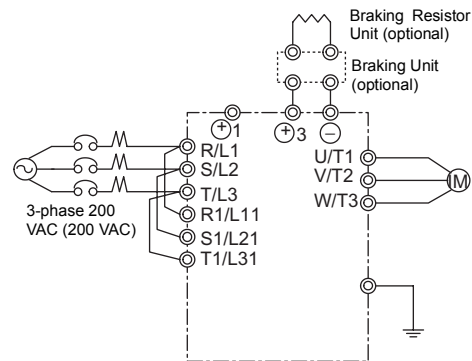 Braking Resistor
Unit (optional)
Braking Unit
(optional)
⊕1
⊕3
⊖
R/L1
S/L2
T/L3
R1/L11
S1/L21
T1/L31
U/T1
V/T2
W/T3
IM
3-phase 200
VAC (200 VAC)